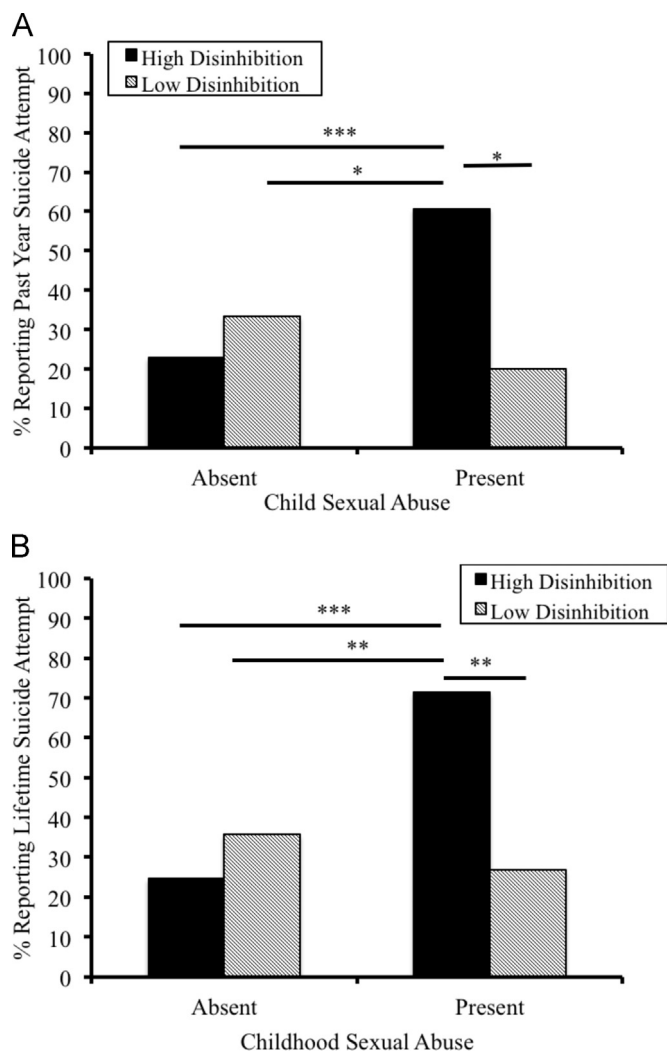 A
% Reporting Past Year Suicide Attempt
100
90
80
70
60
50
40
30
20
10
0
High Disinhibition
Low Disinhibition
***
*
*
Absent
Present
Child Sexual Abuse
B
% Reporting Lifetime Suicide Attempt
100
90
80
70
60
50
40
30
20
10
0
High Disinhibition
Low Disinhibition
***
**
**
Absent
Present
Childhood Sexual Abuse